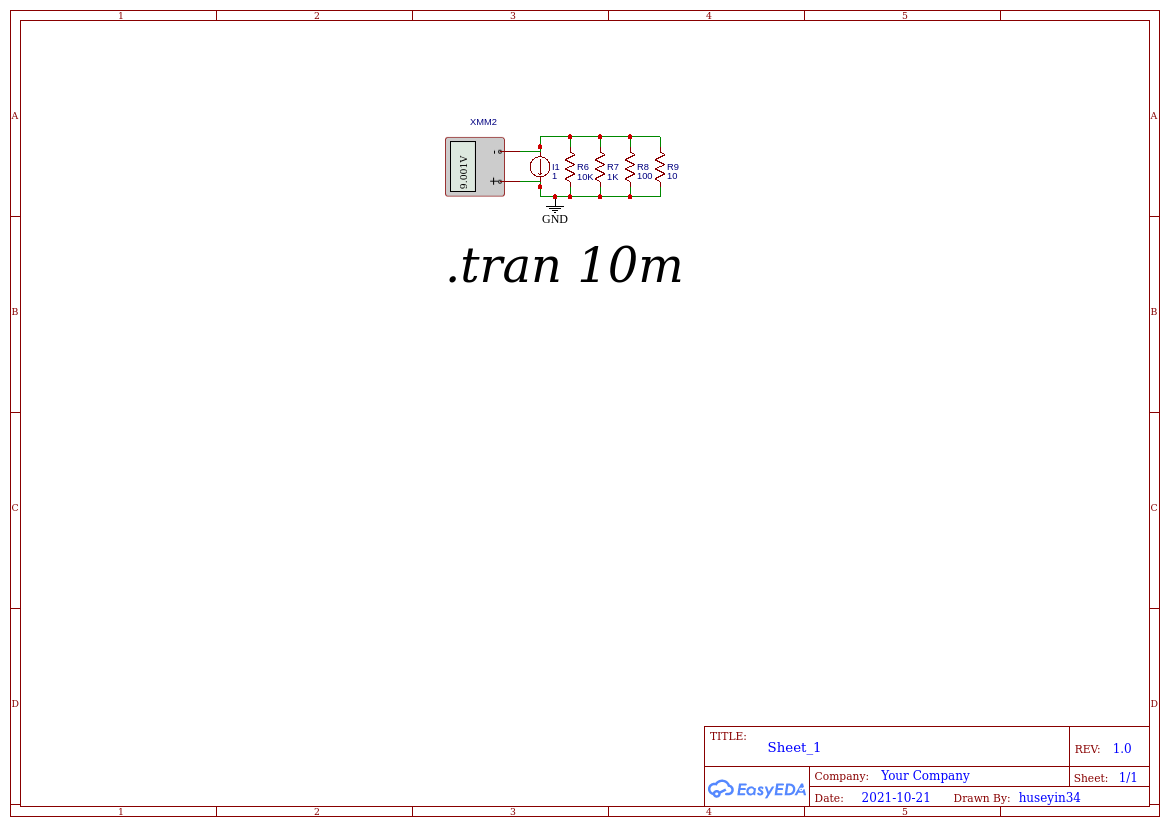 1 2 3 4 5
A A
XMM2
9.001V
- +
I1
1
R6
10K
R7
1K
R8
100
R9
10
GND
.tran 10m
B B
C C
D D
TITLE:
Sheet_1
REV: 1.0
EasyEDA
Company: Your Company
Sheet: 1/1
Date: 2021-10-21 Drawn By: huseyin34
1 2 3 4 5